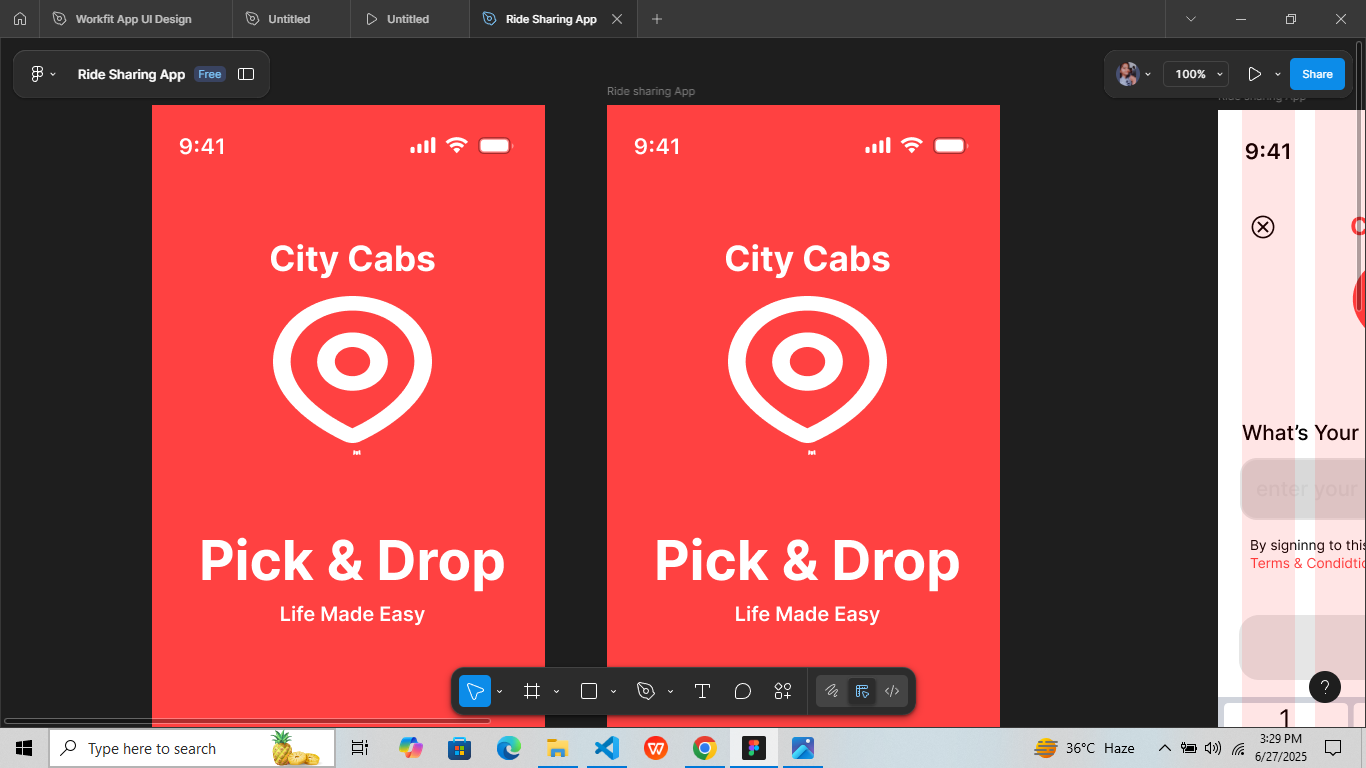 Workfit App UI Design
Untitled
Untitled
Ride Sharing App
Ride Sharing App
Free
100%
Share
Ride sharing App
9:41
City Cabs
Pick & Drop
Life Made Easy
9:41
City Cabs
Pick & Drop
Life Made Easy
9:41
What's Your
enter your
By signinng to this
Terms & Condidtio
1
?
Type here to search
36°C Haze
3:29 PM
6/27/2025